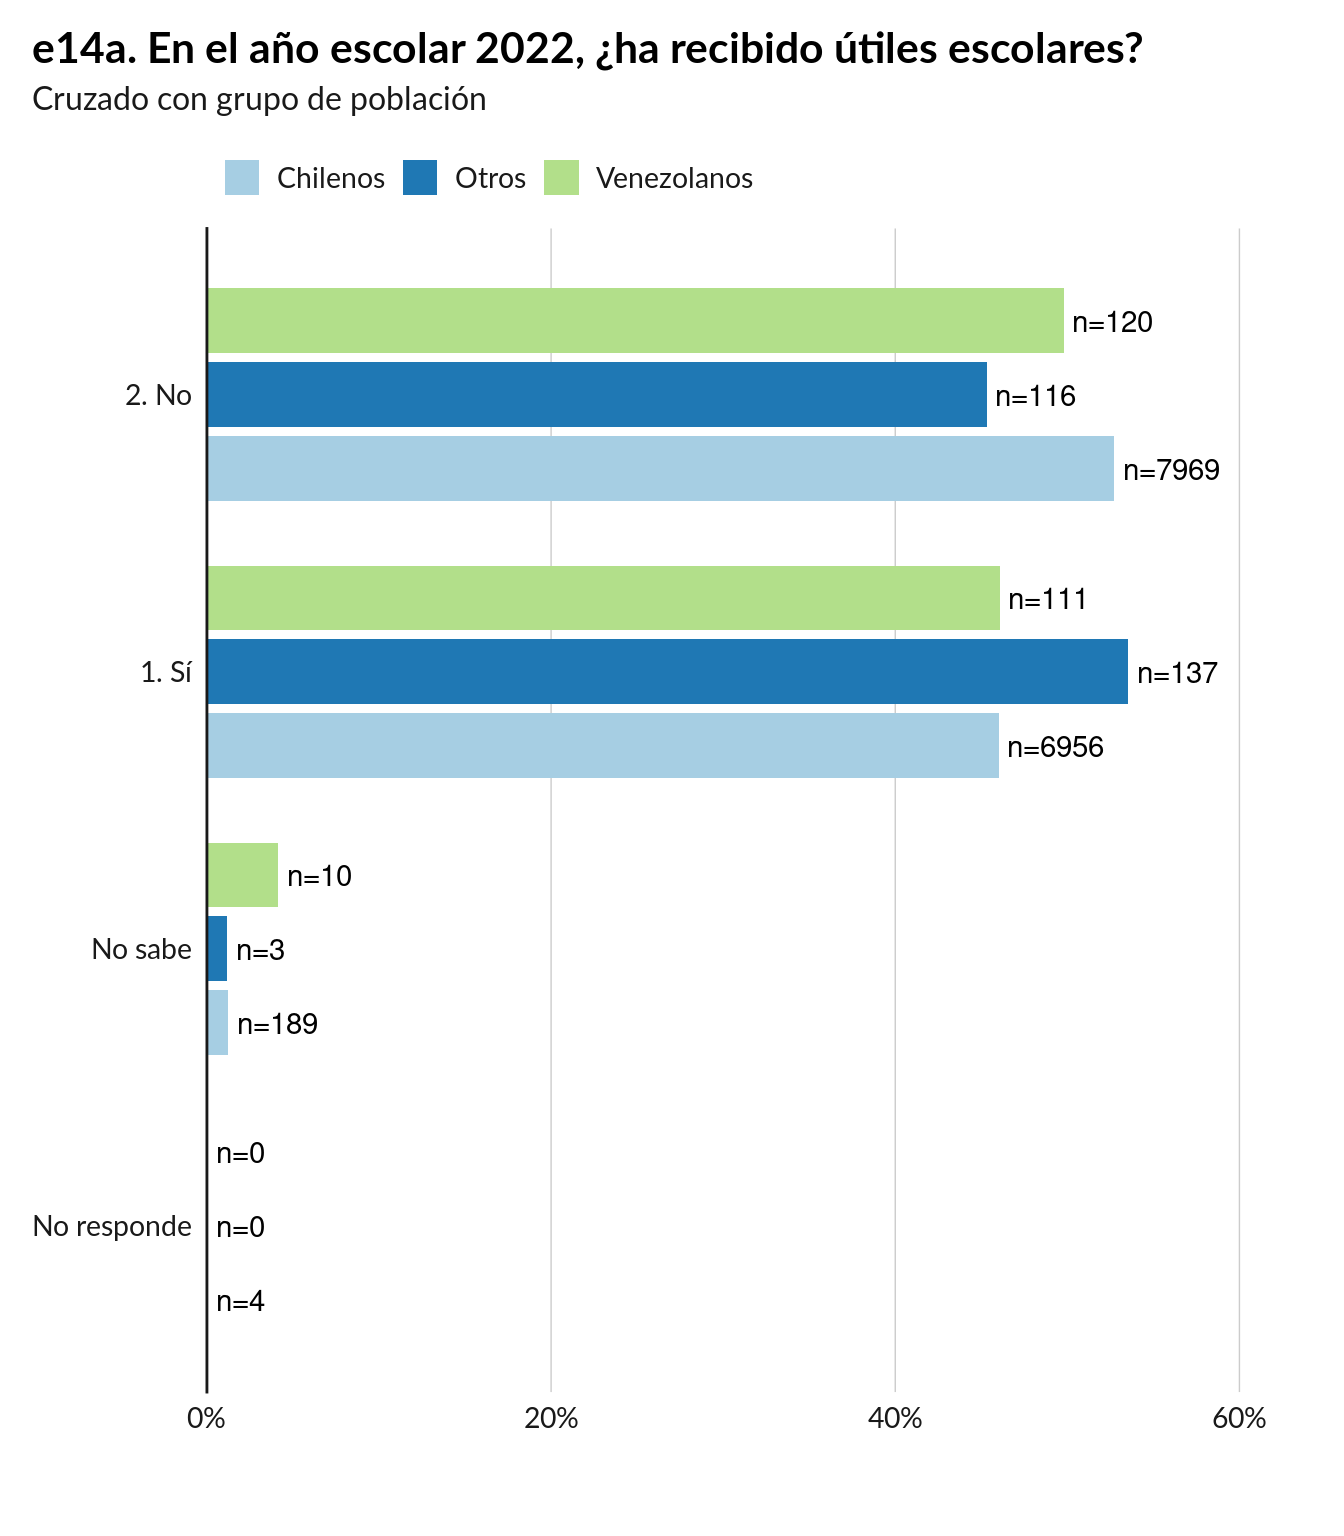 e14a. En el año escolar 2022, ¿ha recibido útiles escolares?
Cruzado con grupo de población
Chilenos Otros Venezolanos
n=120
2. No n=116
n=7969
n=111
1. Sí n=137
n=6956
n=10
No sabe n=3
n=189
n=0
No responde n=0
n=4
0% 20% 40% 60%